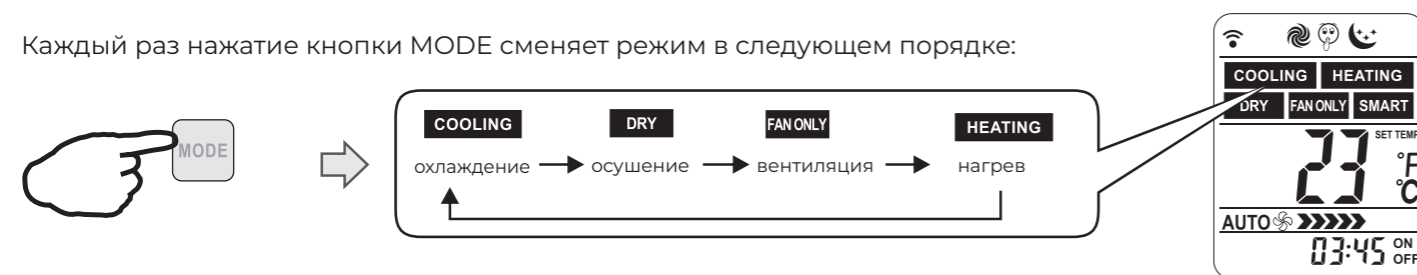 Каждый раз нажатие кнопки MODE сменяет режим в следующем порядке:
MODE
COOLING DRY FAN ONLY HEATING
охлаждение осушение вентиляция нагрев
COOLING HEATING
DRY FAN ONLY SMART
SET TEMP
23 °F
°C
AUTO
03:45 ON
OFF